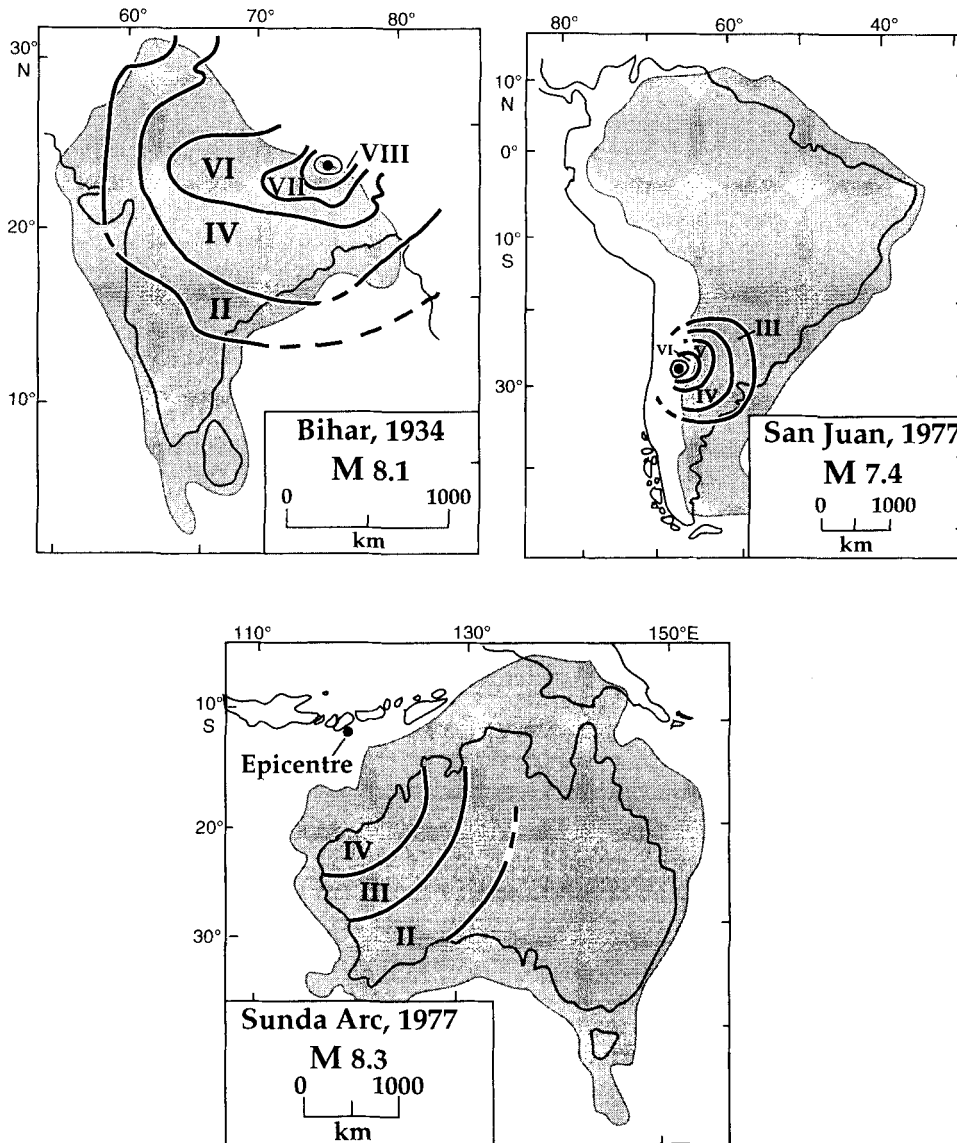 60° 70° 80°
30°
N
VIII
VI
VII
20°
IV
II
10°
Bihar, 1934
M 8.1
0 1000
km
80° 60° 40°
10°
N
0°
10°
S
III
VI V
30°
IV
San Juan, 1977
M 7.4
0 1000
km
110° 130° 150°E
10°
S
Epicentre
20°
IV
III
30°
II
Sunda Arc, 1977
M 8.3
0 1000
km